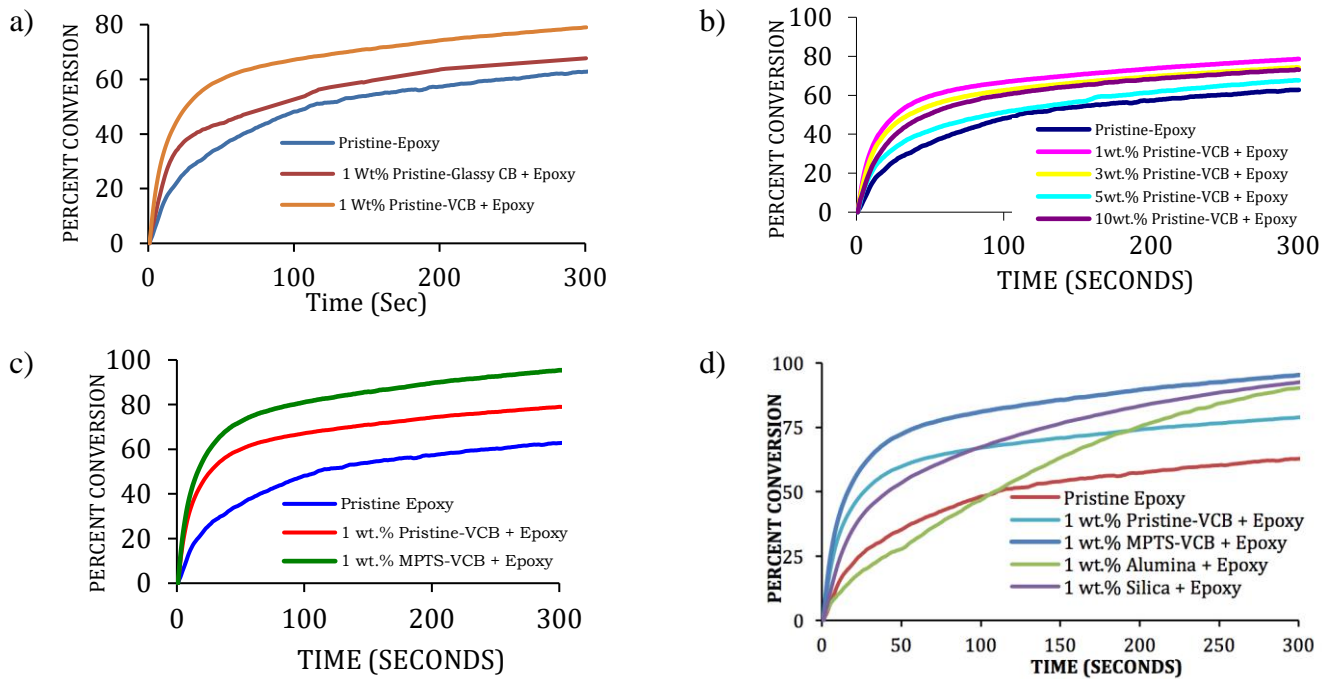 a)
PERCENT CONVERSION
80
60
40
20
0
Pristine-Epoxy
1 Wt% Pristine-Glassy CB + Epoxy
1 Wt% Pristine-VCB + Epoxy
0 100 200 300
Time (Sec)
b)
PERCENT CONVERSION
100
80
60
40
20
0
Pristine-Epoxy
1wt.% Pristine-VCB + Epoxy
3wt.% Pristine-VCB + Epoxy
5wt.% Pristine-VCB + Epoxy
10wt.% Pristine-VCB + Epoxy
0 100 200 300
TIME (SECONDS)
c)
PERCENT CONVERSION
100
80
60
40
20
0
Pristine Epoxy
1 wt.% Pristine-VCB + Epoxy
1 wt.% MPTS-VCB + Epoxy
0 100 200 300
TIME (SECONDS)
d)
PERCENT CONVERSION
100
75
50
25
0
Pristine Epoxy
1 wt.% Pristine-VCB + Epoxy
1 wt.% MPTS-VCB + Epoxy
1 wt.% Alumina + Epoxy
1 wt.% Silica + Epoxy
0 50 100 150 200 250 300
TIME (SECONDS)